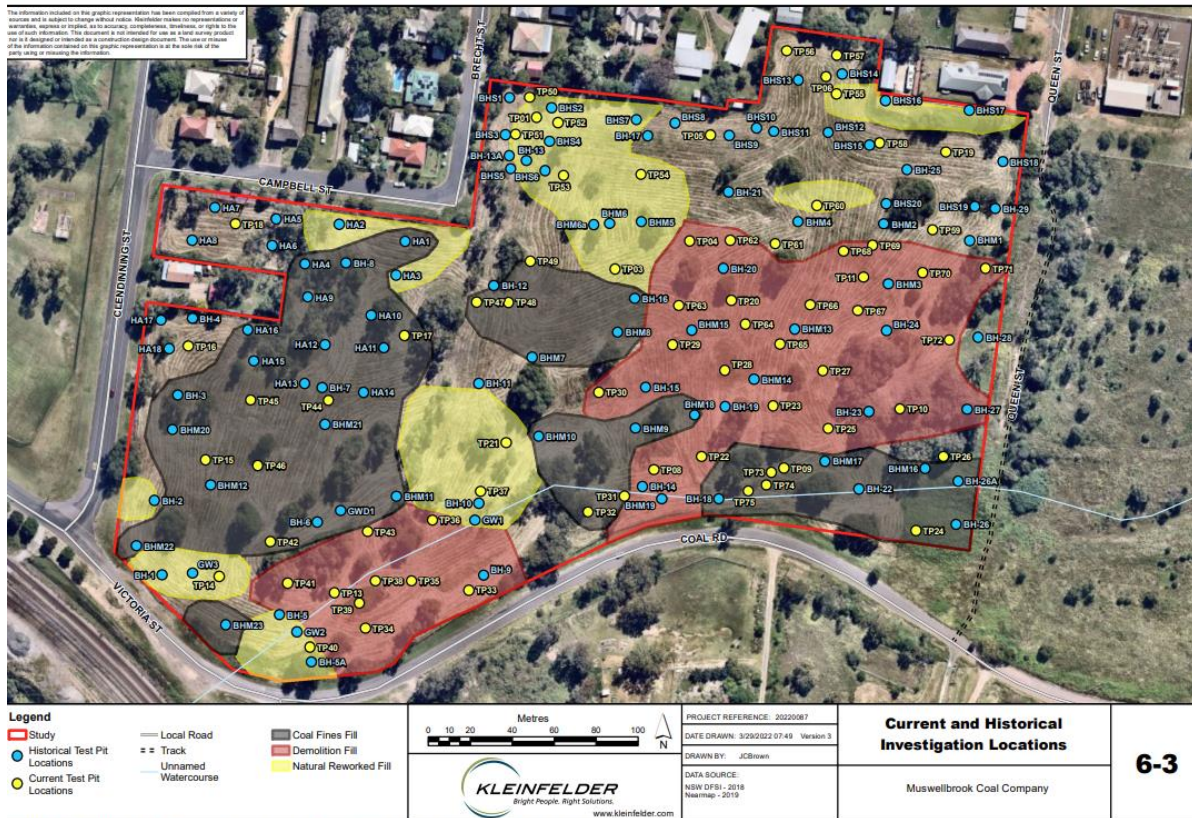 The information included on this graphic representation has been compiled from a variety of
sources and is subject to change without notice. Kleinfelder makes no representations or
warranties, express or implied, as to accuracy, completeness, timeliness, or rights to the
use of such information. This document is not intended for use as a land survey product
nor is it designed or intended as a construction design document. The use or misuse
of the information contained on this graphic representation is at the sole risk of the
party using or misusing the information.
BRECHT ST
QUEEN ST
TP56
TP57
BHS13
BHS14
TP06
TP55
BHS1
TP50
BHS2
BHS16
BHS17
TP01
TP52
BHS7
BHS8
BHS10
BHS3
TP51
BHS4
BH-17
TP05
BHS9
BHS11
BHS12
BHS15
TP58
TP19
BH-13A
BH-13
BHS18
BHS5
BHS6
TP53
TP54
BH-25
CAMPBELL ST
BH-21
HA7
HA5
TP18
HA2
TP60
BHS20
BHS19
BH-29
BHM6a
BHM6
BHM5
BHM4
BHM2
TP59
HA8
HA6
HA1
TP04
TP62
TP61
TP68
TP69
BHM1
CLENDINNING ST
HA4
BH-8
TP49
TP03
BH-20
HA3
TP11
TP70
TP71
BH-12
BHM3
HA9
TP47
TP48
BH-16
TP63
TP20
TP66
TP67
HA17
BH-4
HA10
HA16
BHM8
BHM15
TP64
BHM13
BH-24
TP17
BH-28
HA18
TP16
HA12
HA11
TP29
TP65
TP72
HA15
BHM7
TP28
TP27
QUEEN ST
HA13
BH-7
HA14
BH-11
TP30
BH-15
BHM14
BH-3
TP45
TP44
BHM18
BH-19
TP23
BH-23
TP10
BH-27
BHM20
BHM21
TP21
BHM10
BHM9
TP25
TP15
TP46
TP08
TP22
TP73
TP09
BHM17
BHM16
TP26
BHM12
TP37
BH-14
TP74
BH-22
BH-26A
BH-2
BHM11
BH-10
TP31
BHM19
BH-18
TP75
GWD1
TP32
BH-6
TP36
GW1
TP24
BH-26
TP43
COAL RD
BHM22
TP42
BH-1
GW3
TP14
TP41
TP38
TP35
BH-9
TP13
TP33
VICTORIA ST
TP39
BH-5
BHM23
GW2
TP34
TP40
BH-5A
Legend
Study
Historical Test Pit
Locations
Current Test Pit
Locations
Local Road
Track
Unnamed
Watercourse
Coal Fines Fill
Demolition Fill
Natural Reworked Fill
Metres
0 10 20 40 60 80 100
N
KLEINFELDER
Bright People. Right Solutions.
www.kleinfelder.com
PROJECT REFERENCE: 20220087
DATE DRAWN: 3/29/2022 07:49 Version 3
DRAWN BY: JCBrown
DATA SOURCE:
NSW DFSI - 2018
Nearmap - 2019
Current and Historical
Investigation Locations
Muswellbrook Coal Company
6-3